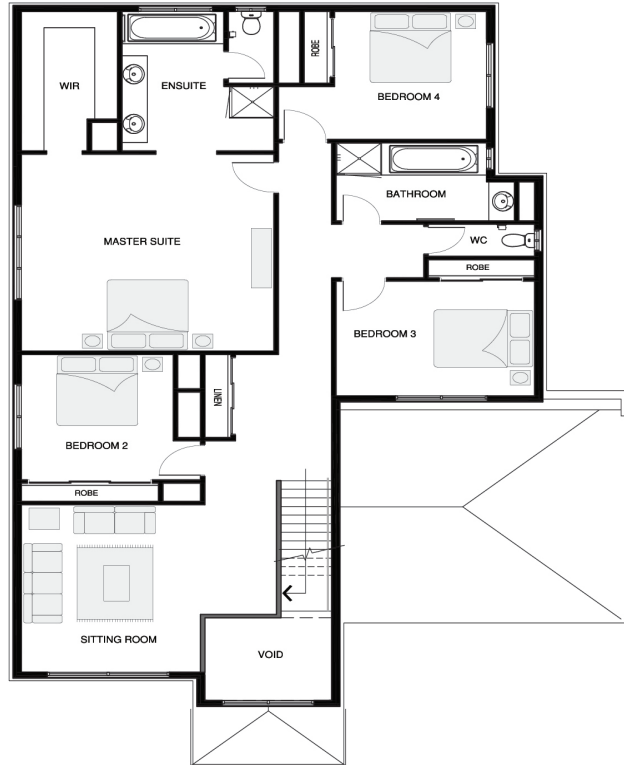 ROBE
WIR
ENSUITE
BEDROOM 4
BATHROOM
MASTER SUITE
WC
ROBE
BEDROOM 3
LINEN
BEDROOM 2
ROBE
SITTING ROOM
VOID